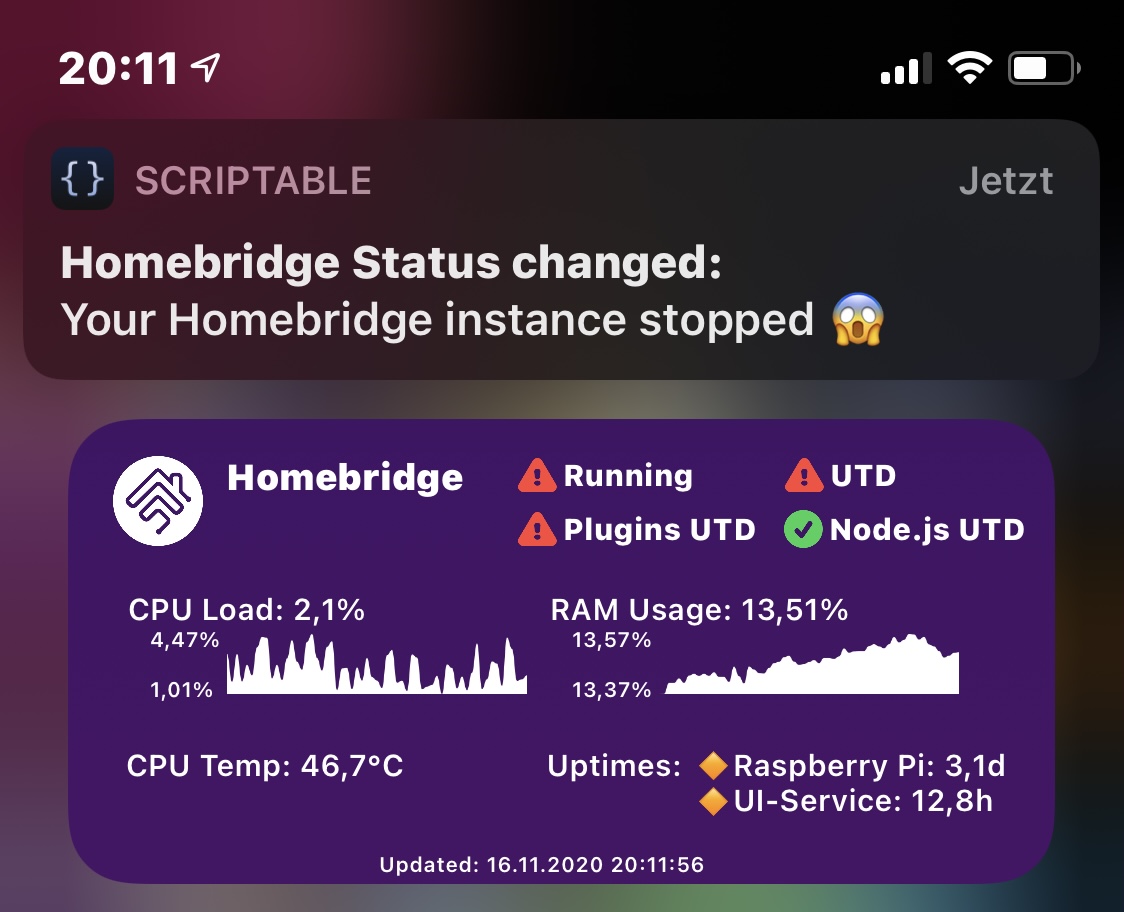 20:11
{} SCRIPTABLE Jetzt
Homebridge Status changed:
Your Homebridge instance stopped 😱
Homebridge Running UTD
Plugins UTD Node.js UTD
CPU Load: 2,1% RAM Usage: 13,51%
4,47% 13,57%
1,01% 13,37%
CPU Temp: 46,7°C Uptimes: 🔸Raspberry Pi: 3,1d
🔸UI-Service: 12,8h
Updated: 16.11.2020 20:11:56